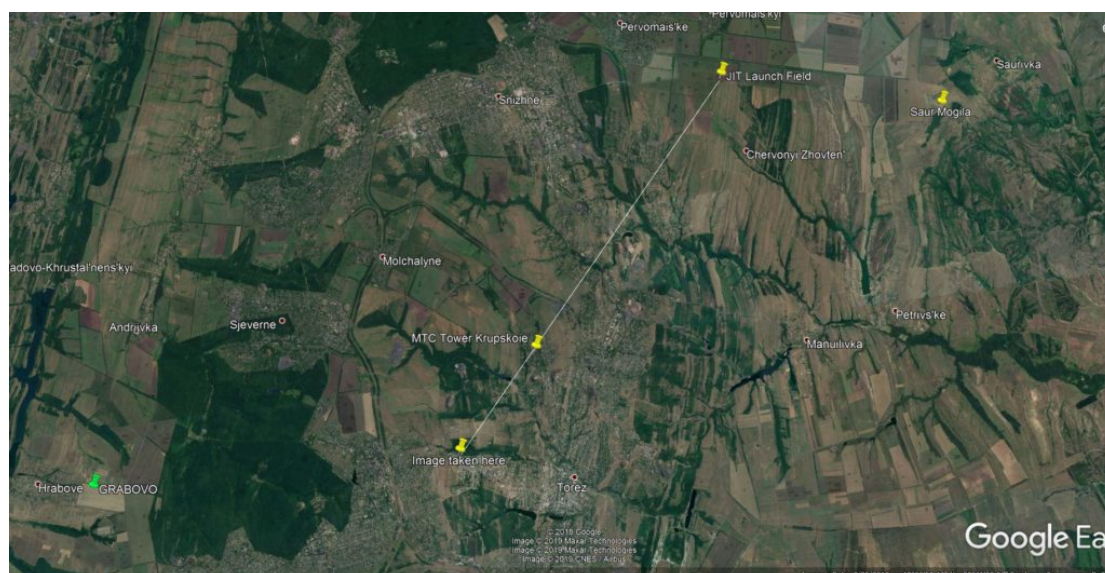 Pervomais'kyi
Pervomais'ke
Saurivka
JIT Launch Field
Snizhne
Saur Mogila
Chervonyi Zhovten'
Molchalyne
adovo-Khrustal'nens'kyi
Petrivs'ke
Andrijvka
Sjeverne
MTC Tower Krupskoie
Manuilivka
Image taken here
Hrabove
GRABOVO
Torez
© 2018 Google
Image © 2019 Maxar Technologies
Image © 2019 Maxar Technologies
Image © 2019 CNES / Airbus
Google Ea